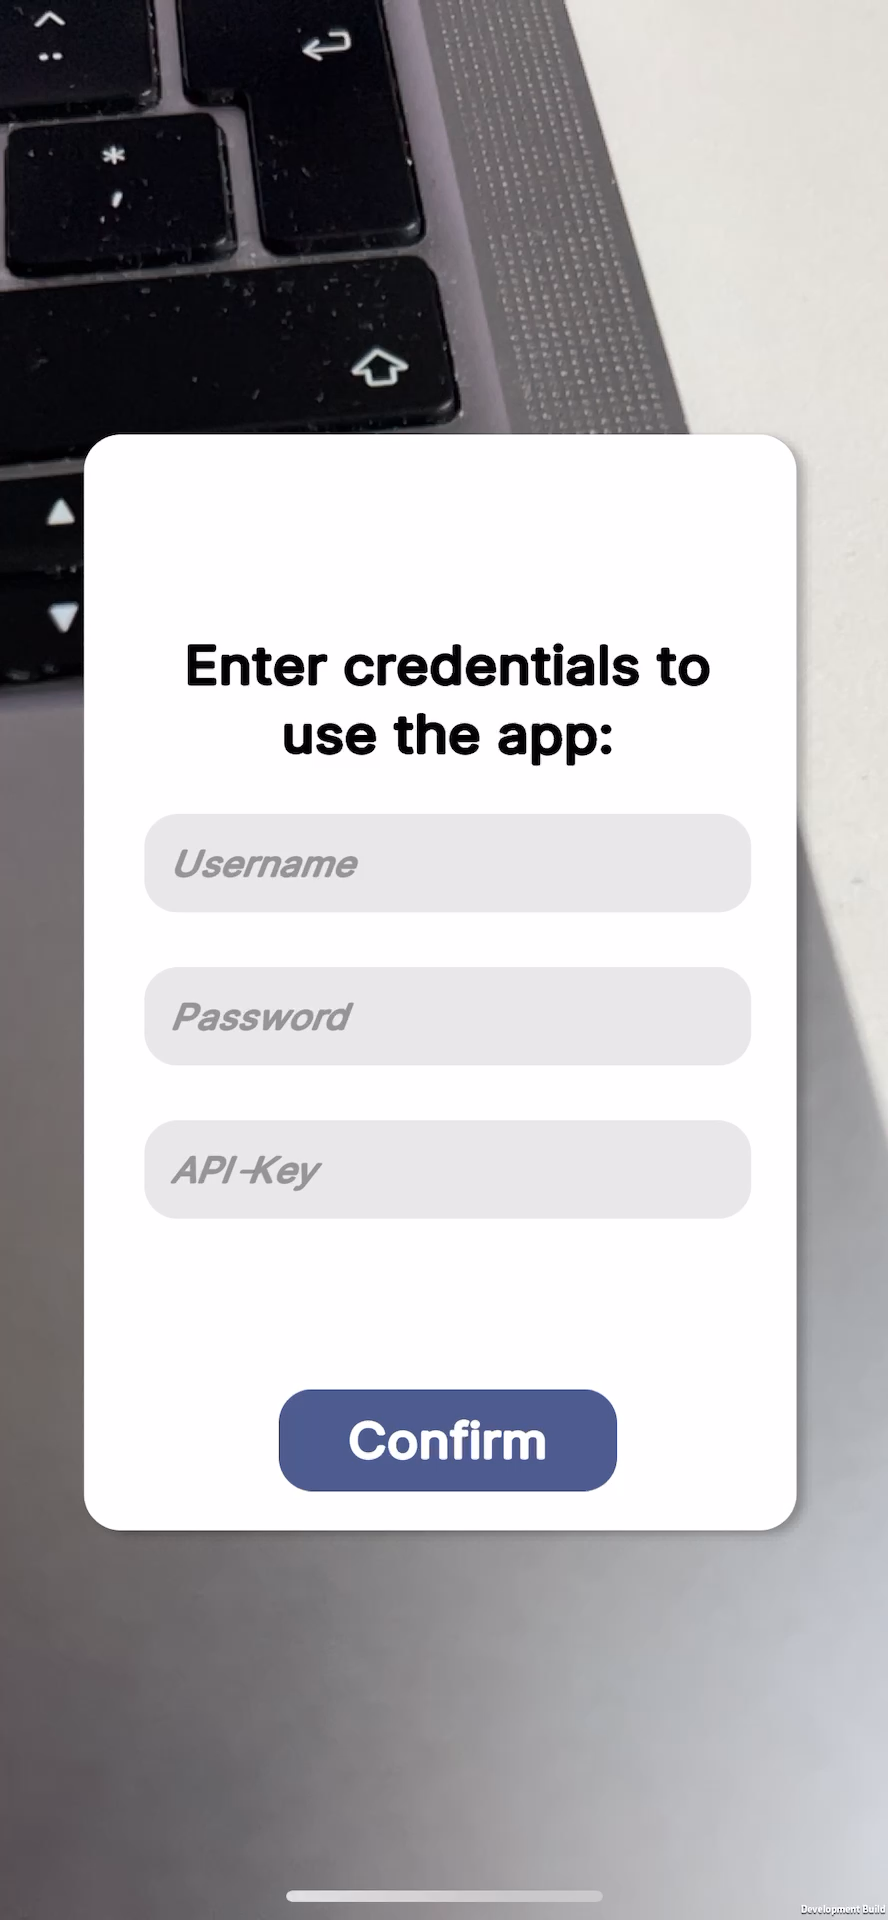 ^
¨
*
'
Enter credentials to
use the app:
Username
Password
API-Key
Confirm
Development Build